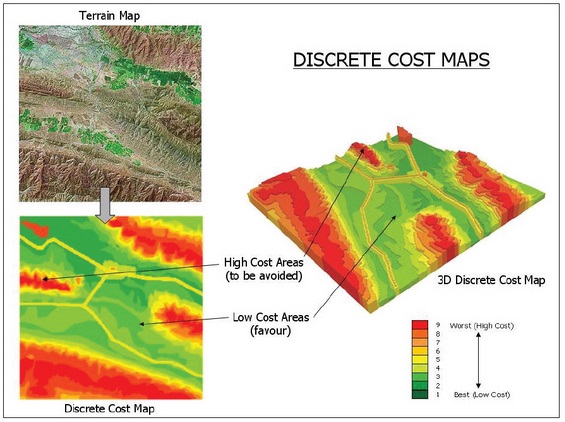 Terrain Map
DISCRETE COST MAPS
High Cost Areas
(to be avoided)
Low Cost Areas
(favour)
3D Discrete Cost Map
9 Worst (High Cost)
8
7
6
5
4
3
2
1 Best (Low Cost)
Discrete Cost Map